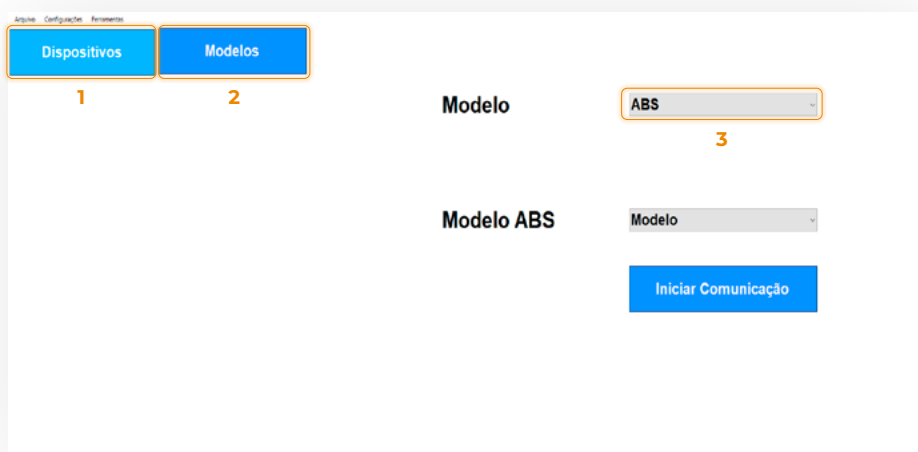 Arquivo Configurações Ferramentas
Dispositivos Modelos
1 2
Modelo ABS
3
Modelo ABS Modelo
Iniciar Comunicação